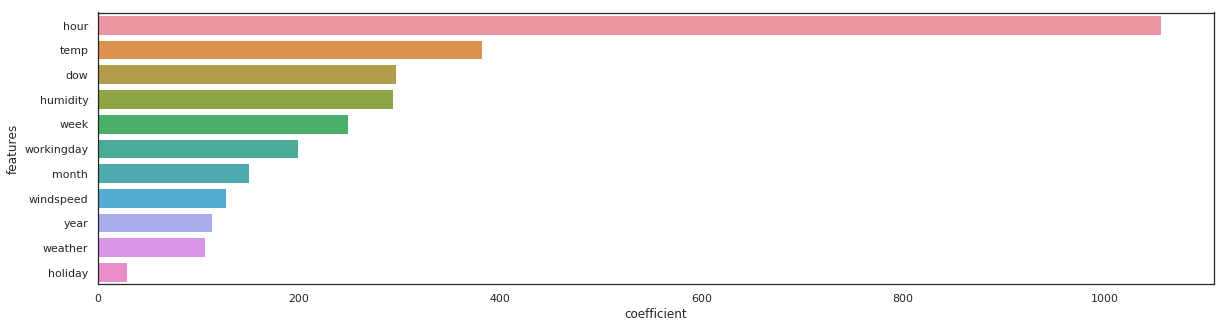 hour
temp
dow
humidity
week
workingday
month
windspeed
year
weather
holiday
features
0 200 400 600 800 1000
coefficient